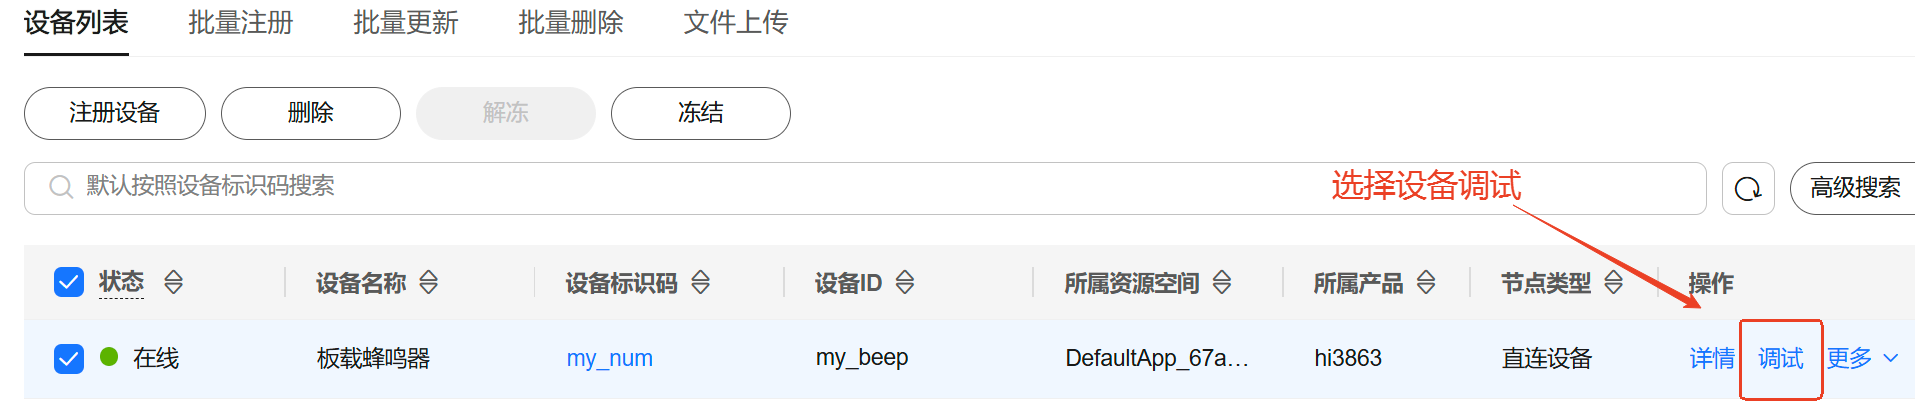 设备列表 批量注册 批量更新 批量删除 文件上传
注册设备 删除 解冻 冻结
默认按照设备标识码搜索 选择设备调试 高级搜索
状态 设备名称 设备标识码 设备ID 所属资源空间 所属产品 节点类型 操作
在线 板载蜂鸣器 my_num my_beep DefaultApp_67a... hi3863 直连设备 详情 调试 更多